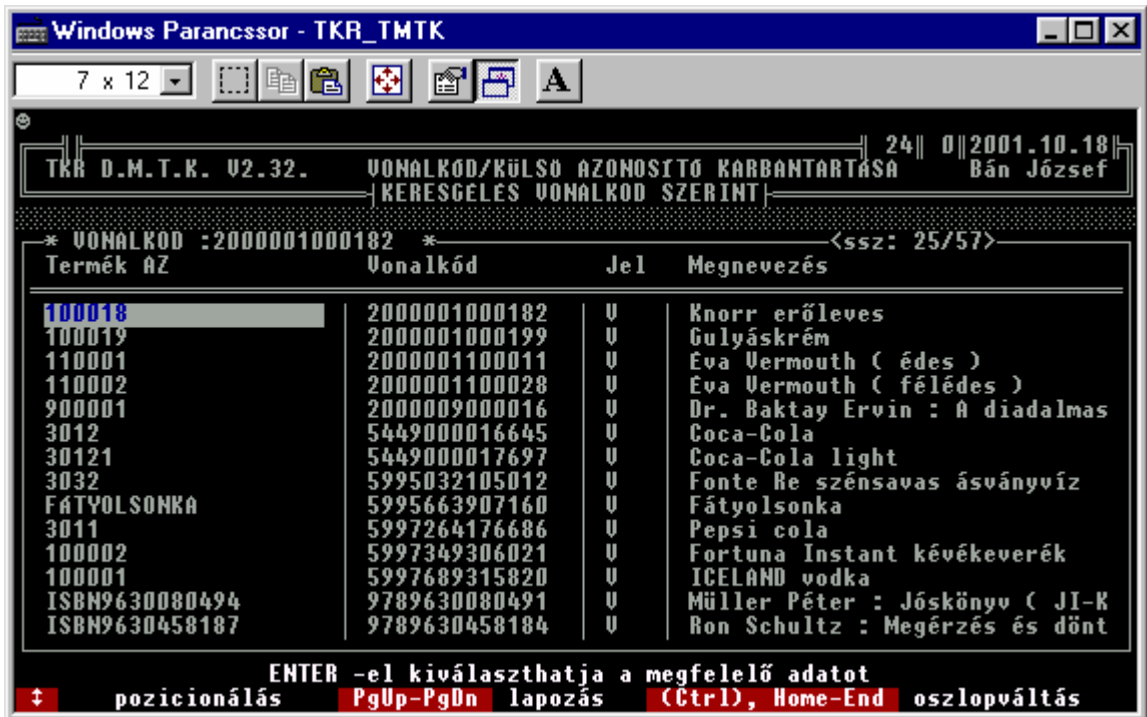 Windows Parancssor - TKR_TMTK
7 x 12
A
24 0 2001.10.18
TKR D.M.T.K. V2.32. VONALKÓD/KÜLSŐ AZONOSÍTÓ KARBANTARTÁSA Bán József
KERESGÉLÉS VONALKÓD SZERINT
* VONALKÓD :2000001000182 * <ssz: 25/57>
Termék AZ Vonalkód Jel Megnevezés
100018 2000001000182 V Knorr erőleves
100019 2000001000199 V Gulyáskrém
110001 2000001100011 V Éva Vermouth ( édes )
110002 2000001100028 V Éva Vermouth ( félédes )
900001 2000009000016 V Dr. Baktay Ervin : A diadalmas
3012 5449000016645 V Coca-Cola
30121 5449000017697 V Coca-Cola light
3032 5995032105012 V Fonte Re szénsavas ásványvíz
FÁTYOLSONKA 5995663907160 V Fátyolsonka
3011 5997264176686 V Pepsi cola
100002 5997349306021 V Fortuna Instant kévékeverék
100001 5997689315820 V ICELAND vodka
ISBN9630080494 9789630080491 V Müller Péter : Jóskönyv ( JI-K
ISBN9630458187 9789630458184 V Ron Schultz : Megérzés és dönt
ENTER -el kiválaszthatja a megfelelő adatot
↕ pozicionálás PgUp-PgDn lapozás (Ctrl), Home-End oszlopváltás